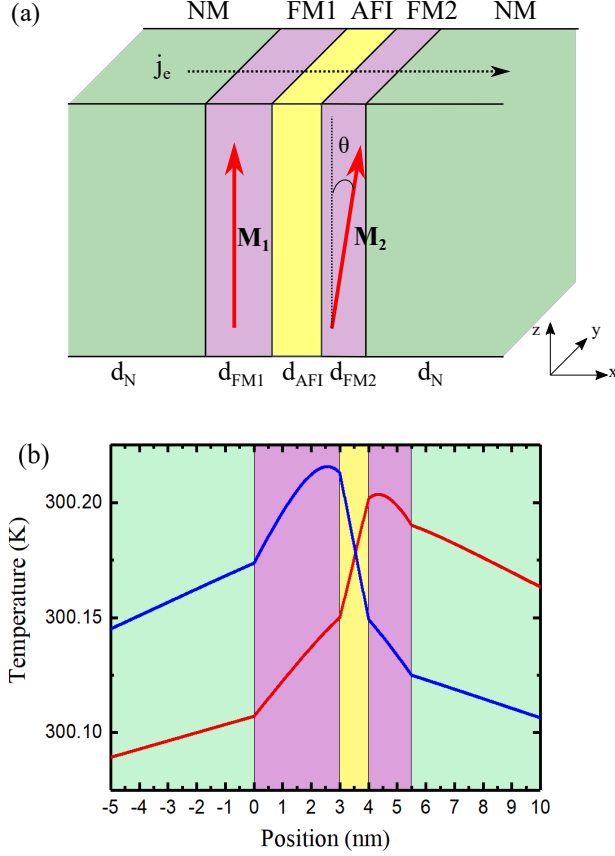 (a)
NM FM1 AFI FM2 NM
j_e
θ
M_1 M_2
z y x
d_N d_FM1 d_AFI d_FM2 d_N
(b)
Temperature (K)
300.20
300.15
300.10
-5 -4 -3 -2 -1 0 1 2 3 4 5 6 7 8 9 10
Position (nm)